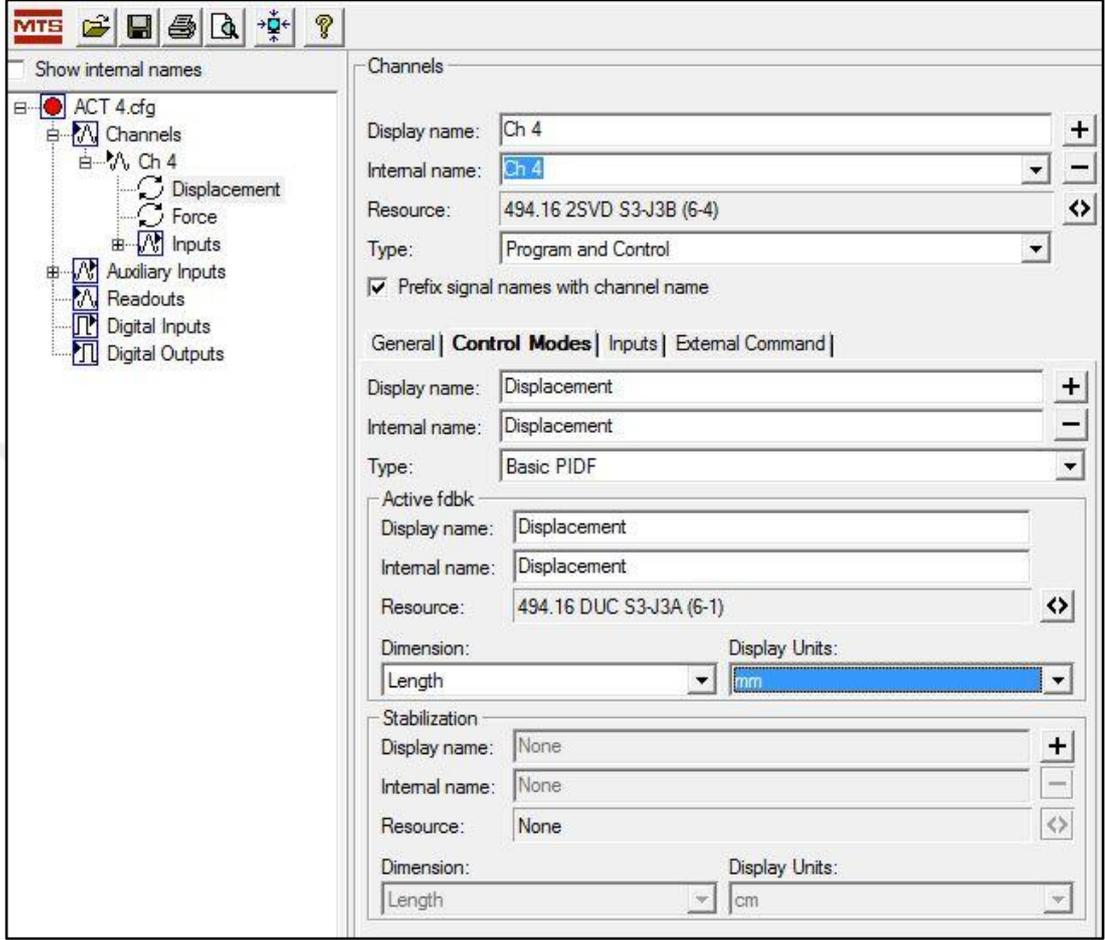 MTS
Show internal names
ACT 4.cfg
Channels
Ch 4
Displacement
Force
Inputs
Auxiliary Inputs
Readouts
Digital Inputs
Digital Outputs
Channels
Display name: Ch 4
Internal name: Ch 4
Resource: 494.16 2SVD S3-J3B (6-4)
Type: Program and Control
Prefix signal names with channel name
General Control Modes Inputs External Command
Display name: Displacement
Internal name: Displacement
Type: Basic PIDF
Active fdbk
Display name: Displacement
Internal name: Displacement
Resource: 494.16 DUC S3-J3A (6-1)
Dimension: Display Units:
Length mm
Stabilization
Display name: None
Internal name: None
Resource: None
Dimension: Display Units:
Length cm